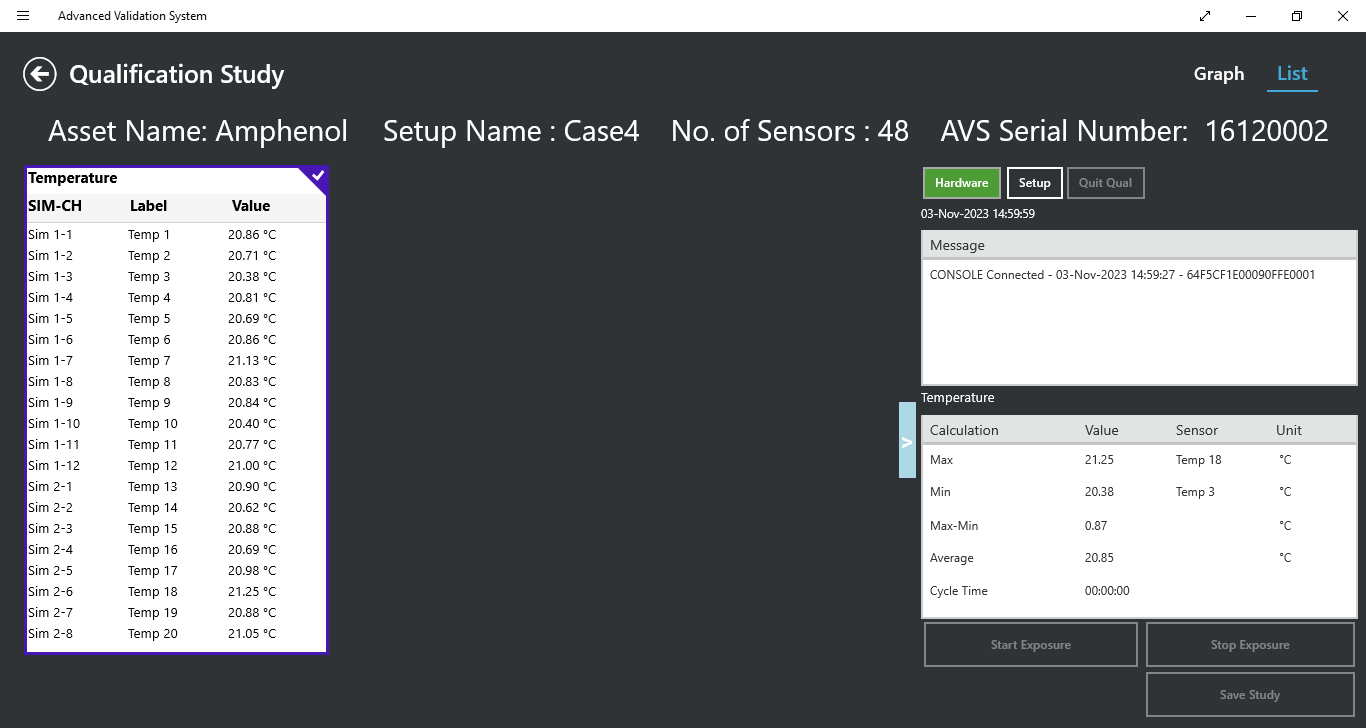 Advanced Validation System
Qualification Study
Graph List
Asset Name: Amphenol Setup Name : Case4 No. of Sensors : 48 AVS Serial Number: 16120002
Temperature
SIM-CH Label Value
Sim 1-1 Temp 1 20.86 °C
Sim 1-2 Temp 2 20.71 °C
Sim 1-3 Temp 3 20.38 °C
Sim 1-4 Temp 4 20.81 °C
Sim 1-5 Temp 5 20.69 °C
Sim 1-6 Temp 6 20.86 °C
Sim 1-7 Temp 7 21.13 °C
Sim 1-8 Temp 8 20.83 °C
Sim 1-9 Temp 9 20.84 °C
Sim 1-10 Temp 10 20.40 °C
Sim 1-11 Temp 11 20.77 °C
Sim 1-12 Temp 12 21.00 °C
Sim 2-1 Temp 13 20.90 °C
Sim 2-2 Temp 14 20.62 °C
Sim 2-3 Temp 15 20.88 °C
Sim 2-4 Temp 16 20.69 °C
Sim 2-5 Temp 17 20.98 °C
Sim 2-6 Temp 18 21.25 °C
Sim 2-7 Temp 19 20.88 °C
Sim 2-8 Temp 20 21.05 °C
>
Hardware Setup Quit Qual
03-Nov-2023 14:59:59
Message
CONSOLE Connected - 03-Nov-2023 14:59:27 - 64F5CF1E00090FFE0001
Temperature
Calculation Value Sensor Unit
Max 21.25 Temp 18 °C
Min 20.38 Temp 3 °C
Max-Min 0.87 °C
Average 20.85 °C
Cycle Time 00:00:00
Start Exposure Stop Exposure
Save Study